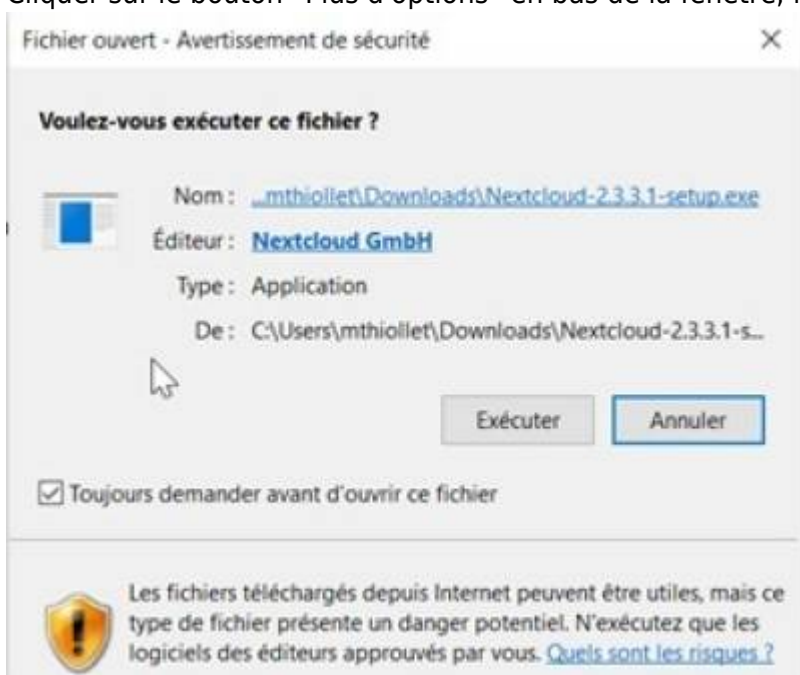 Cliquer sur le bouton "Plus d'options" en bas de la fenêtre,
Fichier ouvert - Avertissement de sécurité
Voulez-vous exécuter ce fichier ?
Nom : ...mthiollet\Downloads\Nextcloud-2.3.3.1-setup.exe
Éditeur : Nextcloud GmbH
Type : Application
De : C:\Users\mthiollet\Downloads\Nextcloud-2.3.3.1-s...
Exécuter Annuler
Toujours demander avant d'ouvrir ce fichier
Les fichiers téléchargés depuis Internet peuvent être utiles, mais ce
type de fichier présente un danger potentiel. N'exécutez que les
logiciels des éditeurs approuvés par vous. Quels sont les risques ?